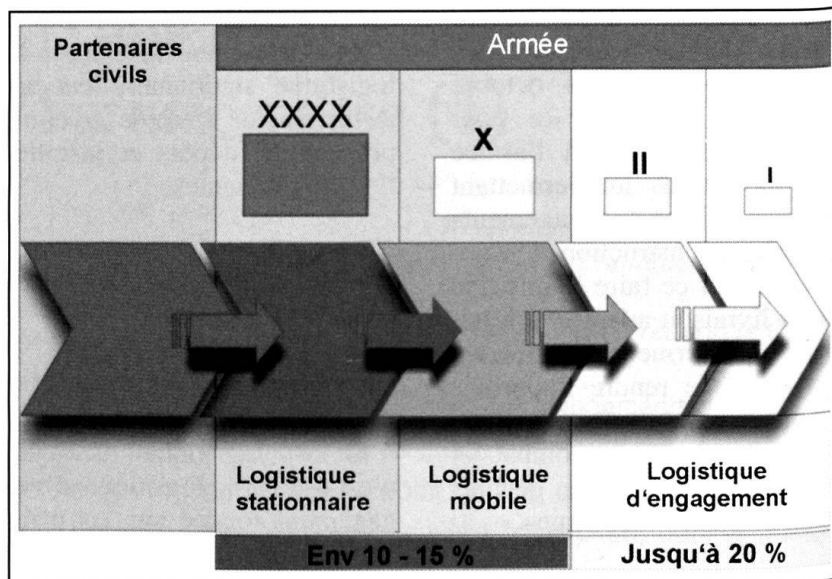 Partenaires
civils
Armée
XXXX
X
II
I
Logistique
stationnaire
Logistique
mobile
Logistique
d‘engagement
Env 10 - 15 %
Jusqu‘à 20 %